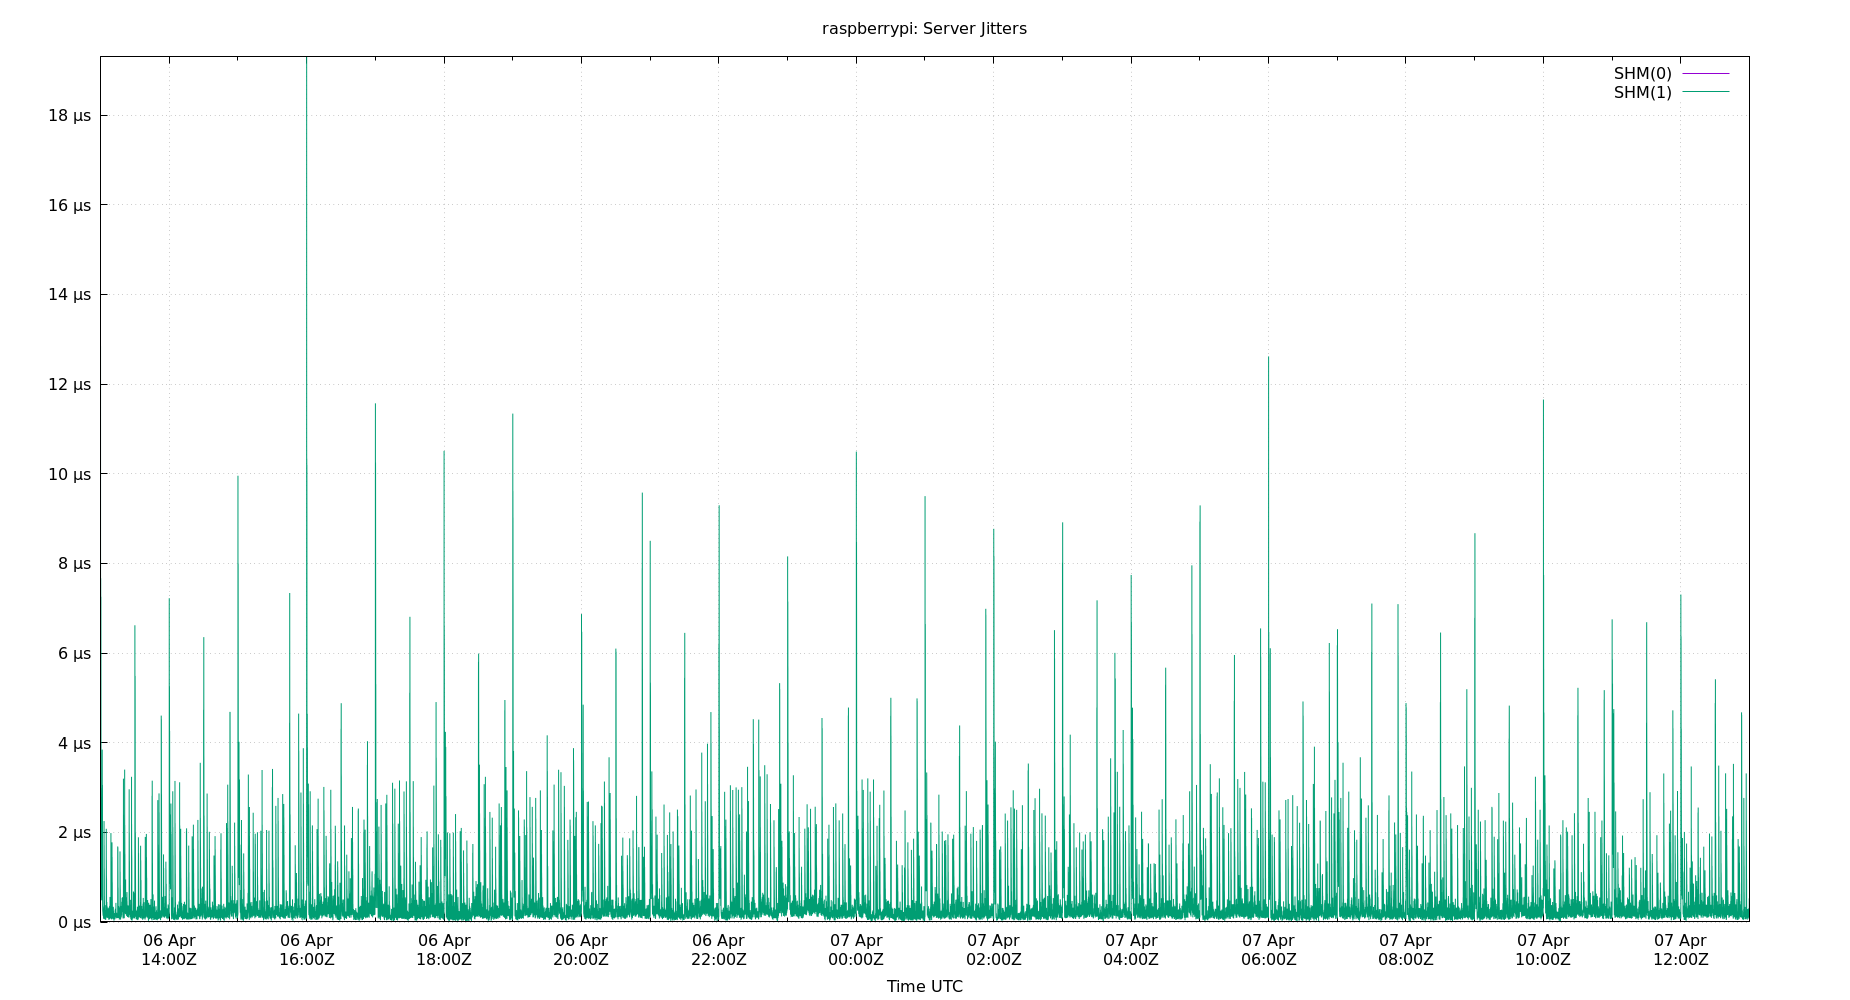 raspberrypi: Server Jitters
SHM(0)
SHM(1)
18 µs
16 µs
14 µs
12 µs
10 µs
8 µs
6 µs
4 µs
2 µs
0 µs
06 Apr 06 Apr 06 Apr 06 Apr 06 Apr 07 Apr 07 Apr 07 Apr 07 Apr 07 Apr 07 Apr 07 Apr
14:00Z 16:00Z 18:00Z 20:00Z 22:00Z 00:00Z 02:00Z 04:00Z 06:00Z 08:00Z 10:00Z 12:00Z
Time UTC